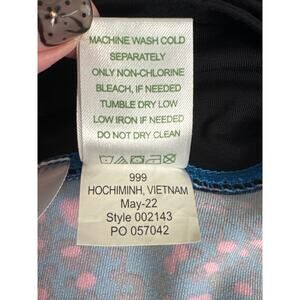 MACHINE WASH COLD
SEPARATELY
ONLY NON-CHLORINE
BLEACH, IF NEEDED
TUMBLE DRY LOW
LOW IRON IF NEEDED
DO NOT DRY CLEAN
999
HOCHIMINH, VIETNAM
May-22
Style 002143
PO 057042